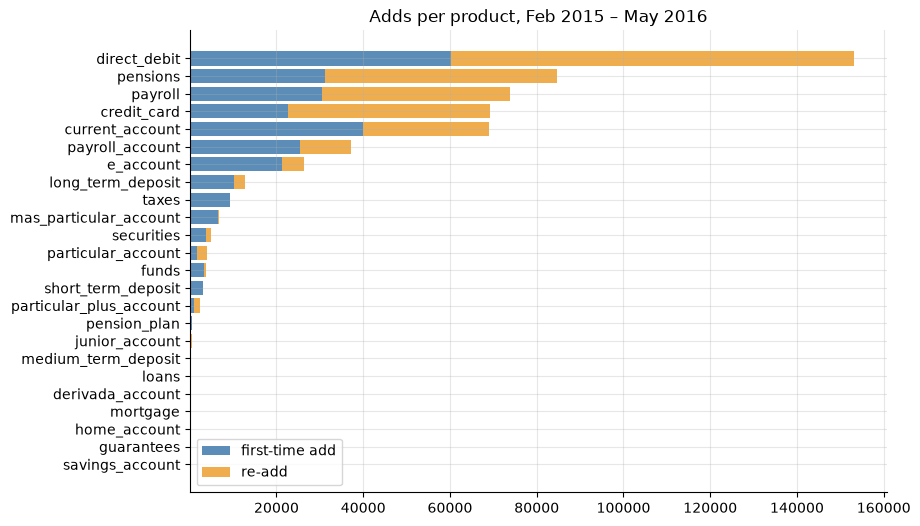 Adds per product, Feb 2015 – May 2016
direct_debit
pensions
payroll
credit_card
current_account
payroll_account
e_account
long_term_deposit
taxes
mas_particular_account
securities
particular_account
funds
short_term_deposit
particular_plus_account
pension_plan
junior_account
medium_term_deposit
loans
derivada_account
mortgage
home_account
guarantees
savings_account
first-time add
re-add
20000 40000 60000 80000 100000 120000 140000 160000